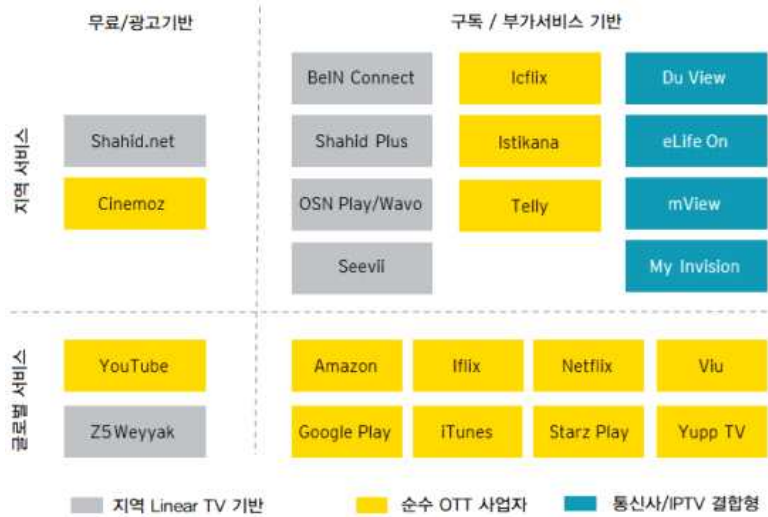 무료/광고기반
구독 / 부가서비스 기반
지역 서비스
Shahid.net
Cinemoz
BeIN Connect
Icflix
Du View
Shahid Plus
Istikana
eLife On
OSN Play/Wavo
Telly
mView
Seevii
My Invision
글로벌 서비스
YouTube
Z5 Weyyak
Amazon
Iflix
Netflix
Viu
Google Play
iTunes
Starz Play
Yupp TV
지역 Linear TV 기반
순수 OTT 사업자
통신사/IPTV 결합형